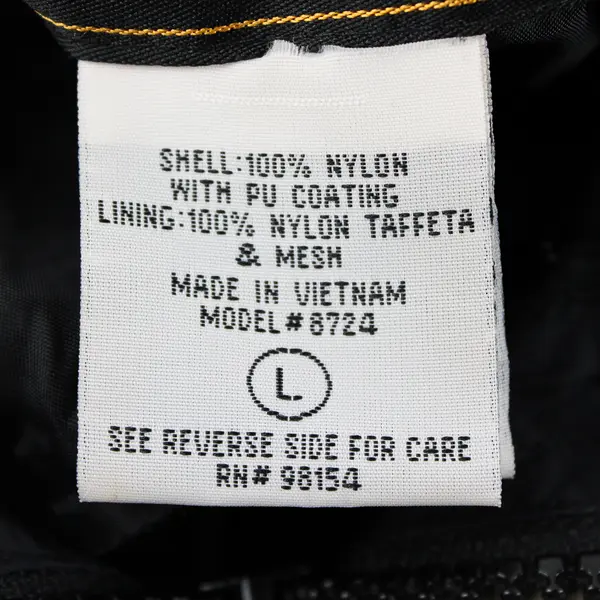 SHELL:100% NYLON
WITH PU COATING
LINING:100% NYLON TAFFETA
& MESH
MADE IN VIETNAM
MODEL#8724
L
SEE REVERSE SIDE FOR CARE
RN# 98154